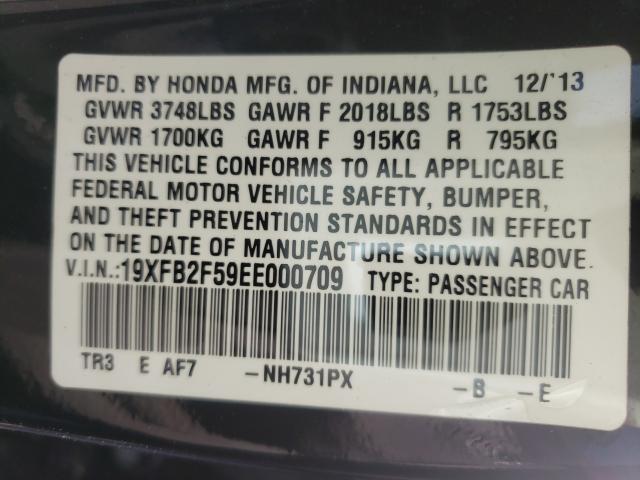 MFD. BY HONDA MFG. OF INDIANA, LLC 12/'13
GVWR 3748LBS GAWR F 2018LBS R 1753LBS
GVWR 1700KG GAWR F 915KG R 795KG
THIS VEHICLE CONFORMS TO ALL APPLICABLE
FEDERAL MOTOR VEHICLE SAFETY, BUMPER,
AND THEFT PREVENTION STANDARDS IN EFFECT
ON THE DATE OF MANUFACTURE SHOWN ABOVE.
V.I.N.:19XFB2F59EE000709 TYPE: PASSENGER CAR
TR3 E AF7 -NH731PX -B -E